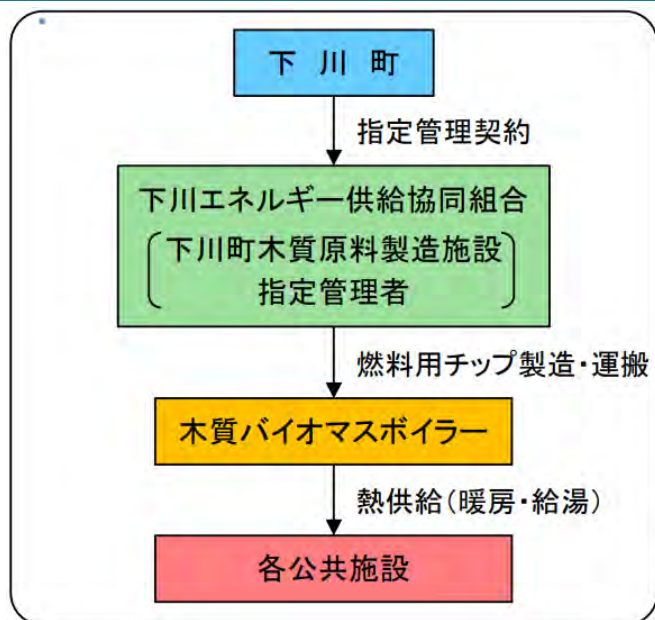 下 川 町
指定管理契約
下川エネルギー供給協同組合
下川町木質原料製造施設
指定管理者
燃料用チップ製造・運搬
木質バイオマスボイラー
熱供給(暖房・給湯)
各公共施設